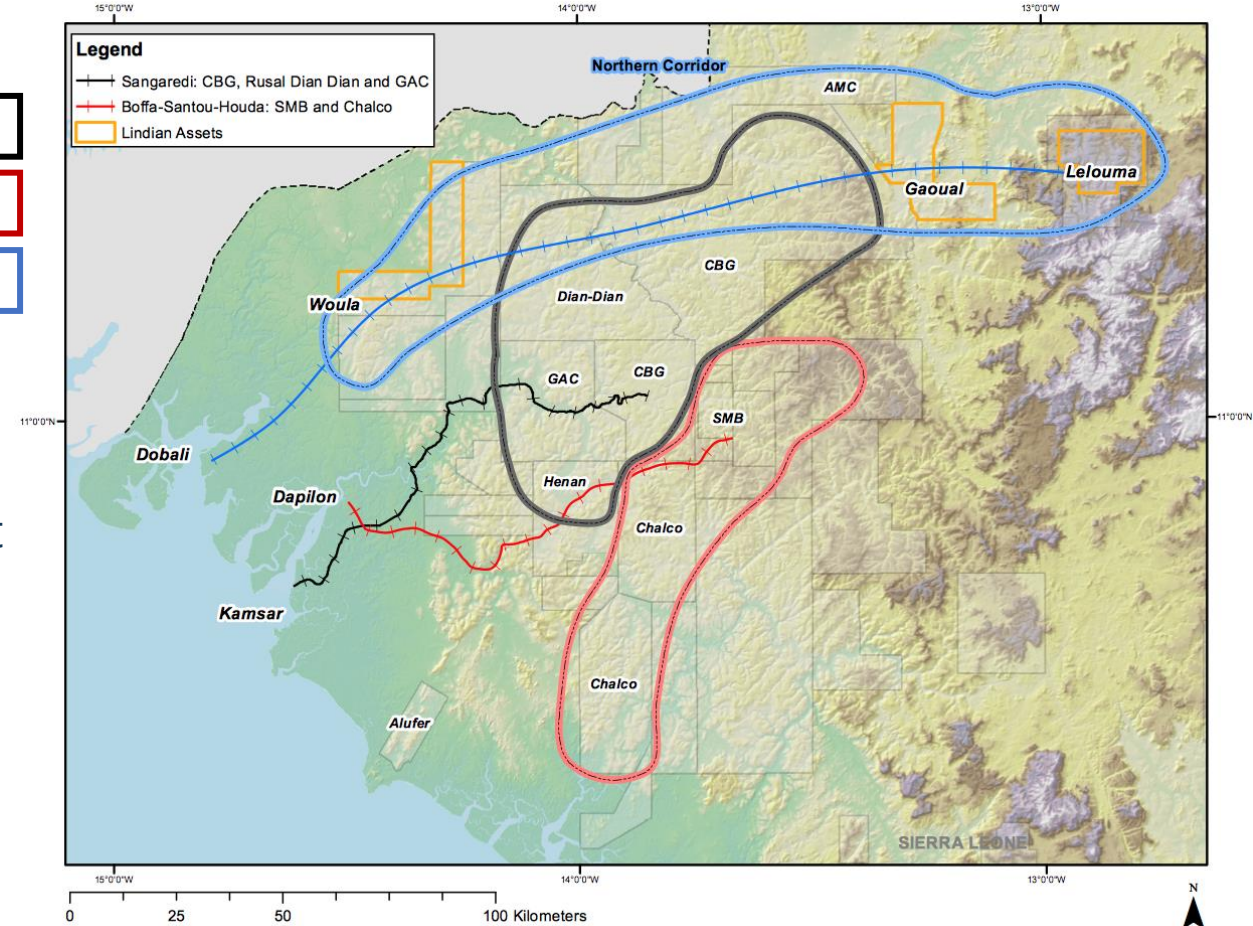 15°0'0"W
14°0'0"W
13°0'0"W
Legend
Sangaredi: CBG, Rusal Dian Dian and GAC
Boffa-Santou-Houda: SMB and Chalco
Lindian Assets
Northern Corridor
AMC
Lelouma
Gaoual
CBG
Dian-Dian
Woula
GAC
CBG
SMB
11°0'0"N
11°0'0"N
Dobali
Henan
Dapilon
Chalco
Kamsar
Chalco
Alufer
SIERRA LEONE
15°0'0"W
14°0'0"W
13°0'0"W
0 25 50 100 Kilometers
N